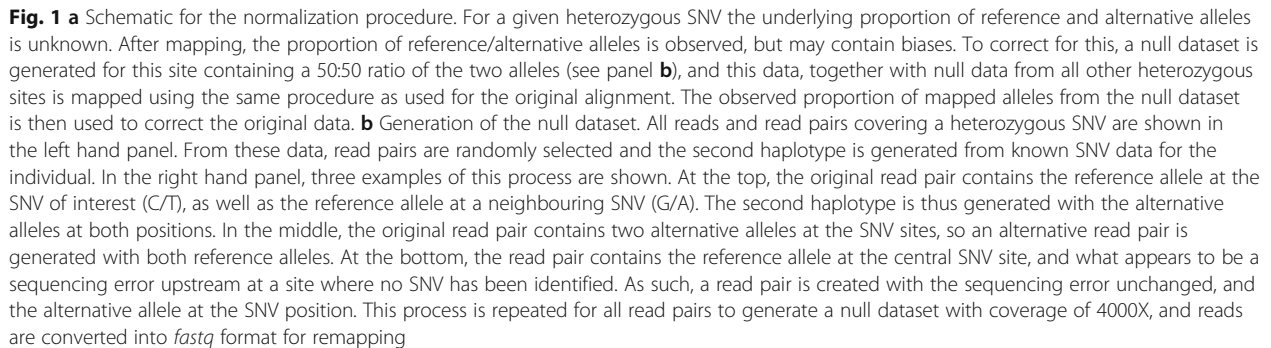 Fig. 1 a Schematic for the normalization procedure. For a given heterozygous SNV the underlying proportion of reference and alternative alleles
is unknown. After mapping, the proportion of reference/alternative alleles is observed, but may contain biases. To correct for this, a null dataset is
generated for this site containing a 50:50 ratio of the two alleles (see panel b), and this data, together with null data from all other heterozygous
sites is mapped using the same procedure as used for the original alignment. The observed proportion of mapped alleles from the null dataset
is then used to correct the original data. b Generation of the null dataset. All reads and read pairs covering a heterozygous SNV are shown in
the left hand panel. From these data, read pairs are randomly selected and the second haplotype is generated from known SNV data for the
individual. In the right hand panel, three examples of this process are shown. At the top, the original read pair contains the reference allele at the
SNV of interest (C/T), as well as the reference allele at a neighbouring SNV (G/A). The second haplotype is thus generated with the alternative
alleles at both positions. In the middle, the original read pair contains two alternative alleles at the SNV sites, so an alternative read pair is
generated with both reference alleles. At the bottom, the read pair contains the reference allele at the central SNV site, and what appears to be a
sequencing error upstream at a site where no SNV has been identified. As such, a read pair is created with the sequencing error unchanged, and
the alternative allele at the SNV position. This process is repeated for all read pairs to generate a null dataset with coverage of 4000X, and reads
are converted into fastq format for remapping